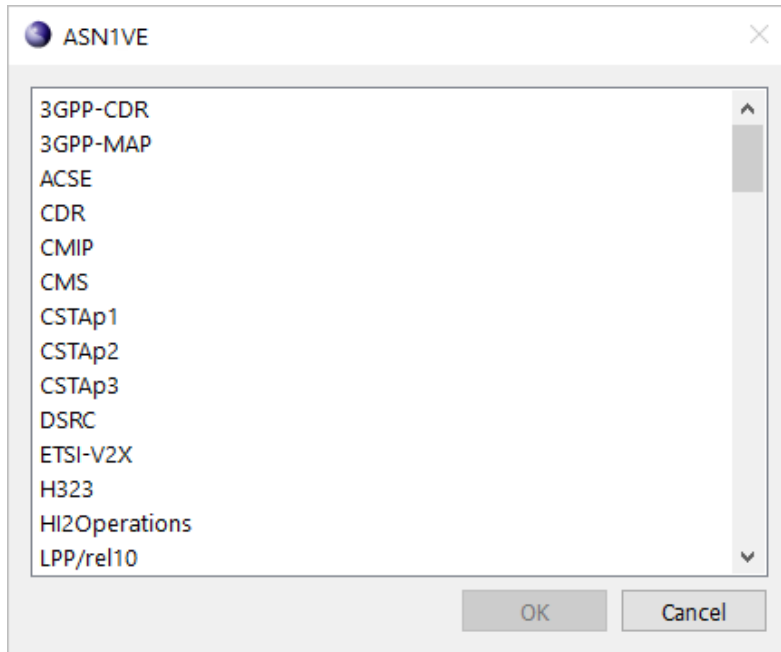 ASN1VE
3GPP-CDR
3GPP-MAP
ACSE
CDR
CMIP
CMS
CSTAp1
CSTAp2
CSTAp3
DSRC
ETSI-V2X
H323
HI2Operations
LPP/rel10
OK
Cancel